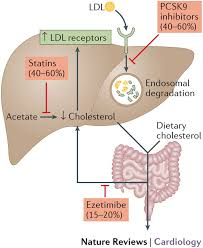 LDL
PCSK9
inhibitors
(40–60%)
↑ LDL receptors
Statins
(40–60%)
Endosomal
degradation
Acetate → ↓ Cholesterol
Dietary
cholesterol
Ezetimibe
(15–20%)
Nature Reviews | Cardiology